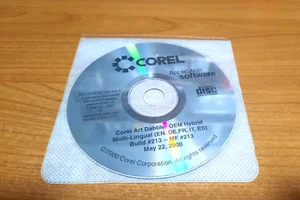 COREL
Application
software
disc
Corel Art Dabbler OEM Hybrid
Multi-Lingual (EN, DE, FR, IT, ES)
Build #213 – MF #213
May 22, 2000
©2000 Corel Corporation. All rights reserved.